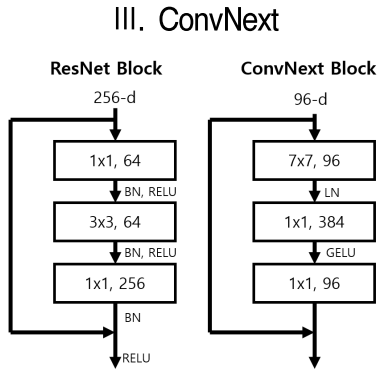 III. ConvNext
ResNet Block
256-d
1x1, 64
BN, RELU
3x3, 64
BN, RELU
1x1, 256
BN
RELU
ConvNext Block
96-d
7x7, 96
LN
1x1, 384
GELU
1x1, 96